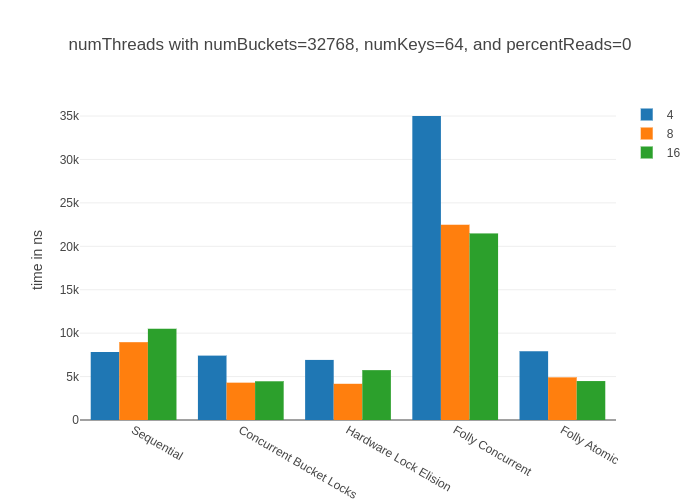 numThreads with numBuckets=32768, numKeys=64, and percentReads=0
4
8
16
35k
30k
25k
20k
15k
10k
5k
0
time in ns
Sequential
Concurrent Bucket Locks
Hardware Lock Elision
Folly Concurrent
Folly Atomic